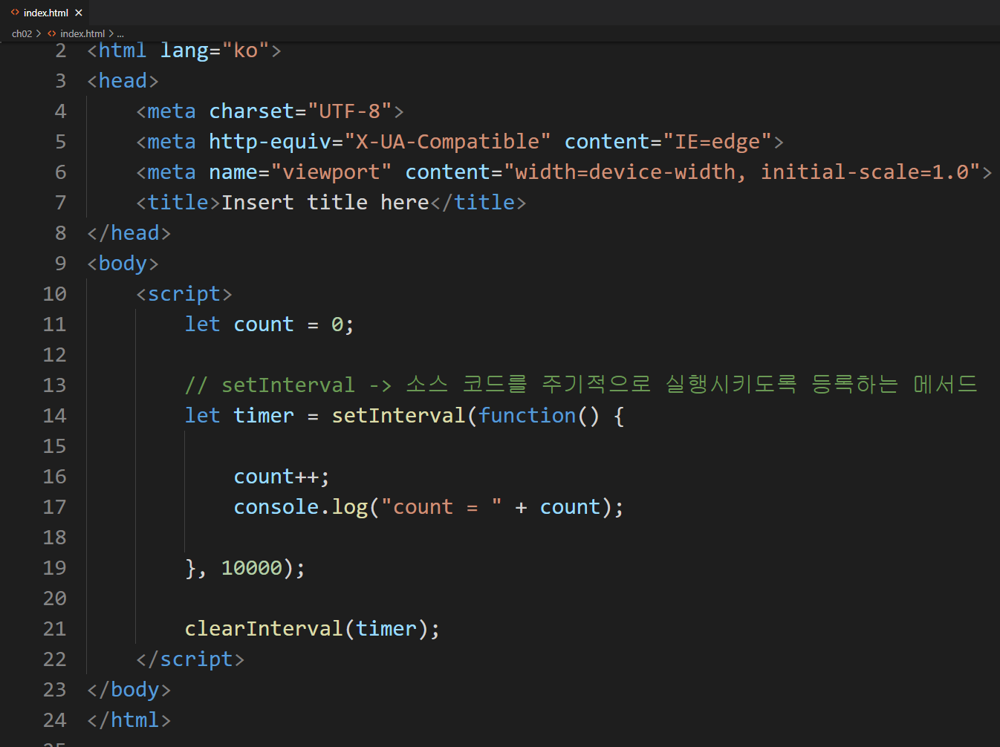 index.html
ch02 > index.html > ...
2 <html lang="ko">
3 <head>
4 <meta charset="UTF-8">
5 <meta http-equiv="X-UA-Compatible" content="IE=edge">
6 <meta name="viewport" content="width=device-width, initial-scale=1.0">
7 <title>Insert title here</title>
8 </head>
9 <body>
10 <script>
11 let count = 0;
12
13 // setInterval -> 소스 코드를 주기적으로 실행시키도록 등록하는 메서드
14 let timer = setInterval(function() {
15
16 count++;
17 console.log("count = " + count);
18
19 }, 10000);
20
21 clearInterval(timer);
22 </script>
23 </body>
24 </html>
25